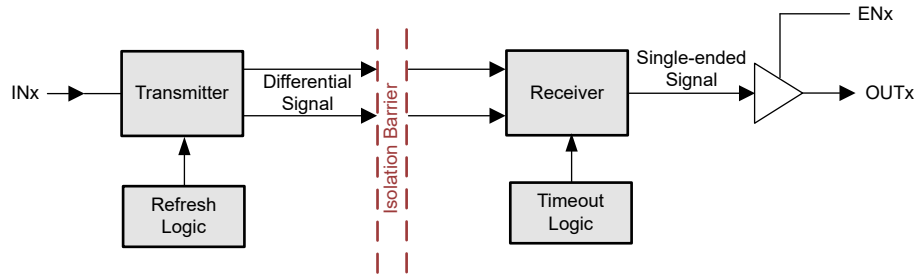 ENx
INx
Transmitter
Differential
Signal
Isolation Barrier
Receiver
Single-ended
Signal
OUTx
Refresh
Logic
Timeout
Logic